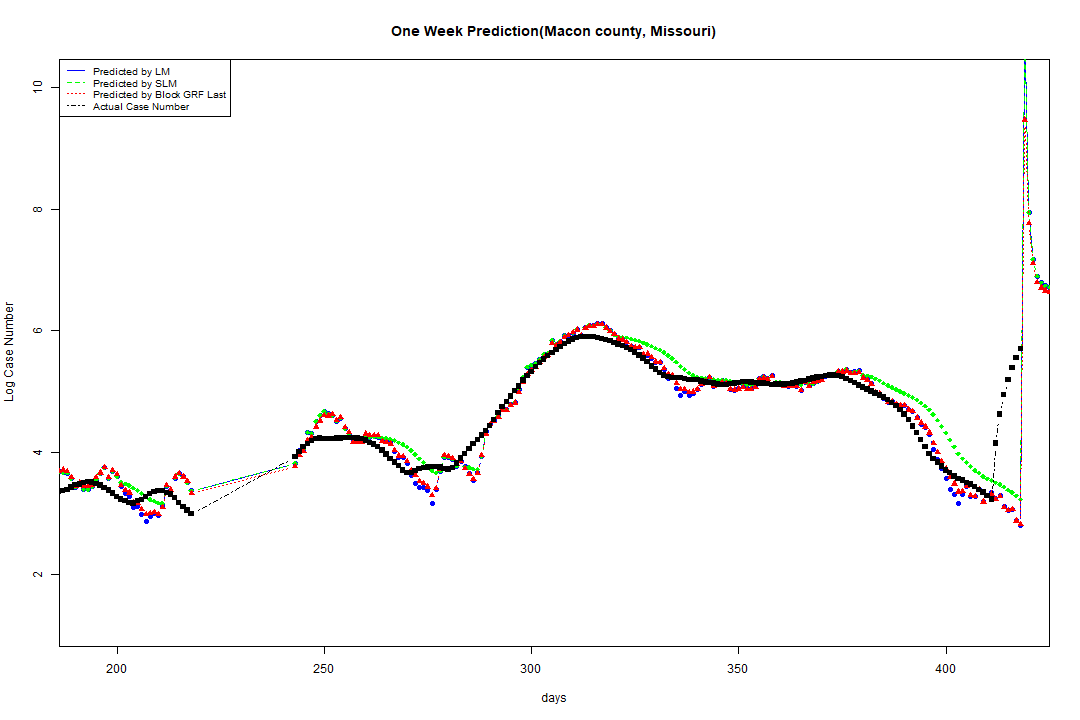 One Week Prediction(Macon county, Missouri)
Predicted by LM
Predicted by SLM
Predicted by Block GRF Last
Actual Case Number
Log Case Number
10
8
6
4
2
200 250 300 350 400
days